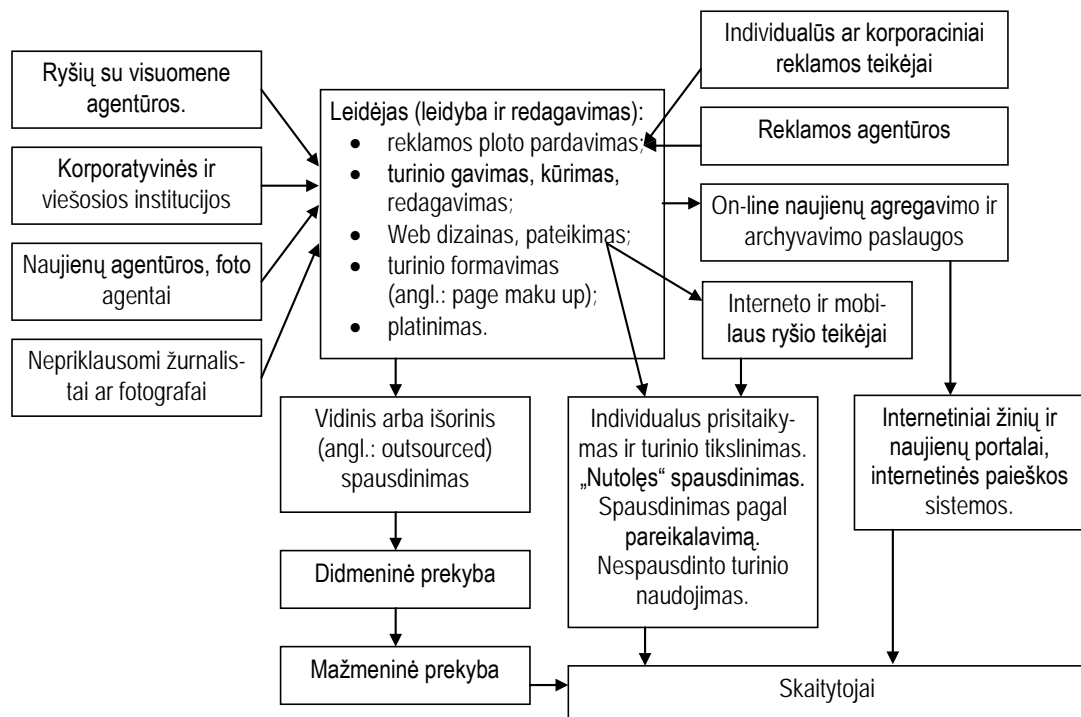 Ryšių su visuomene
agentūros.
Korporatyvinės ir
viešosios institucijos
Naujienų agentūros, foto
agentai
Nepriklausomi žurnalis-
tai ar fotografai
Leidėjas (leidyba ir redagavimas):
• reklamos ploto pardavimas;
• turinio gavimas, kūrimas,
redagavimas;
• Web dizainas, pateikimas;
• turinio formavimas
(angl.: page maku up);
• platinimas.
Individualūs ar korporaciniai
reklamos teikėjai
Reklamos agentūros
On-line naujienų agregavimo ir
archyvavimo paslaugos
Interneto ir mobi-
laus ryšio teikėjai
Vidinis arba išorinis
(angl.: outsourced)
spausdinimas
Individualus prisitaiky-
mas ir turinio tikslinimas.
„Nutolęs“ spausdinimas.
Spausdinimas pagal
pareikalavimą.
Nespausdinto turinio
naudojimas.
Internetiniai žinių ir
naujienų portalai,
internetinės paieškos
sistemos.
Didmeninė prekyba
Mažmeninė prekyba
Skaitytojai